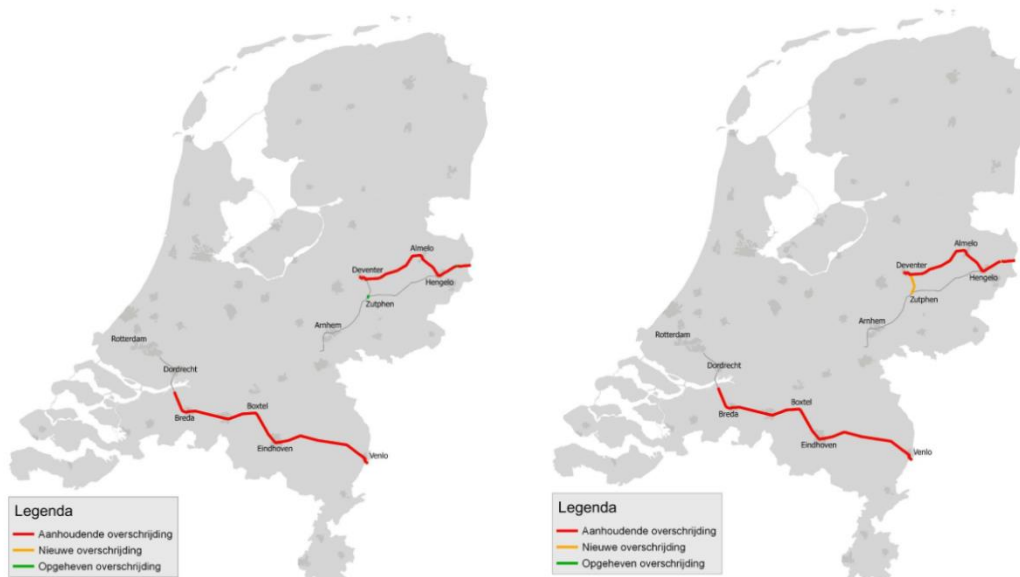 Almelo
Deventer
Hengelo
Zutphen
Arnhem
Rotterdam
Dordrecht
Boxtel
Breda
Eindhoven
Venlo
Legenda
Aanhoudende overschrijding
Nieuwe overschrijding
Opgeheven overschrijding
Almelo
Deventer
Hengelo
Zutphen
Arnhem
Rotterdam
Dordrecht
Boxtel
Breda
Eindhoven
Venlo
Legenda
Aanhoudende overschrijding
Nieuwe overschrijding
Opgeheven overschrijding